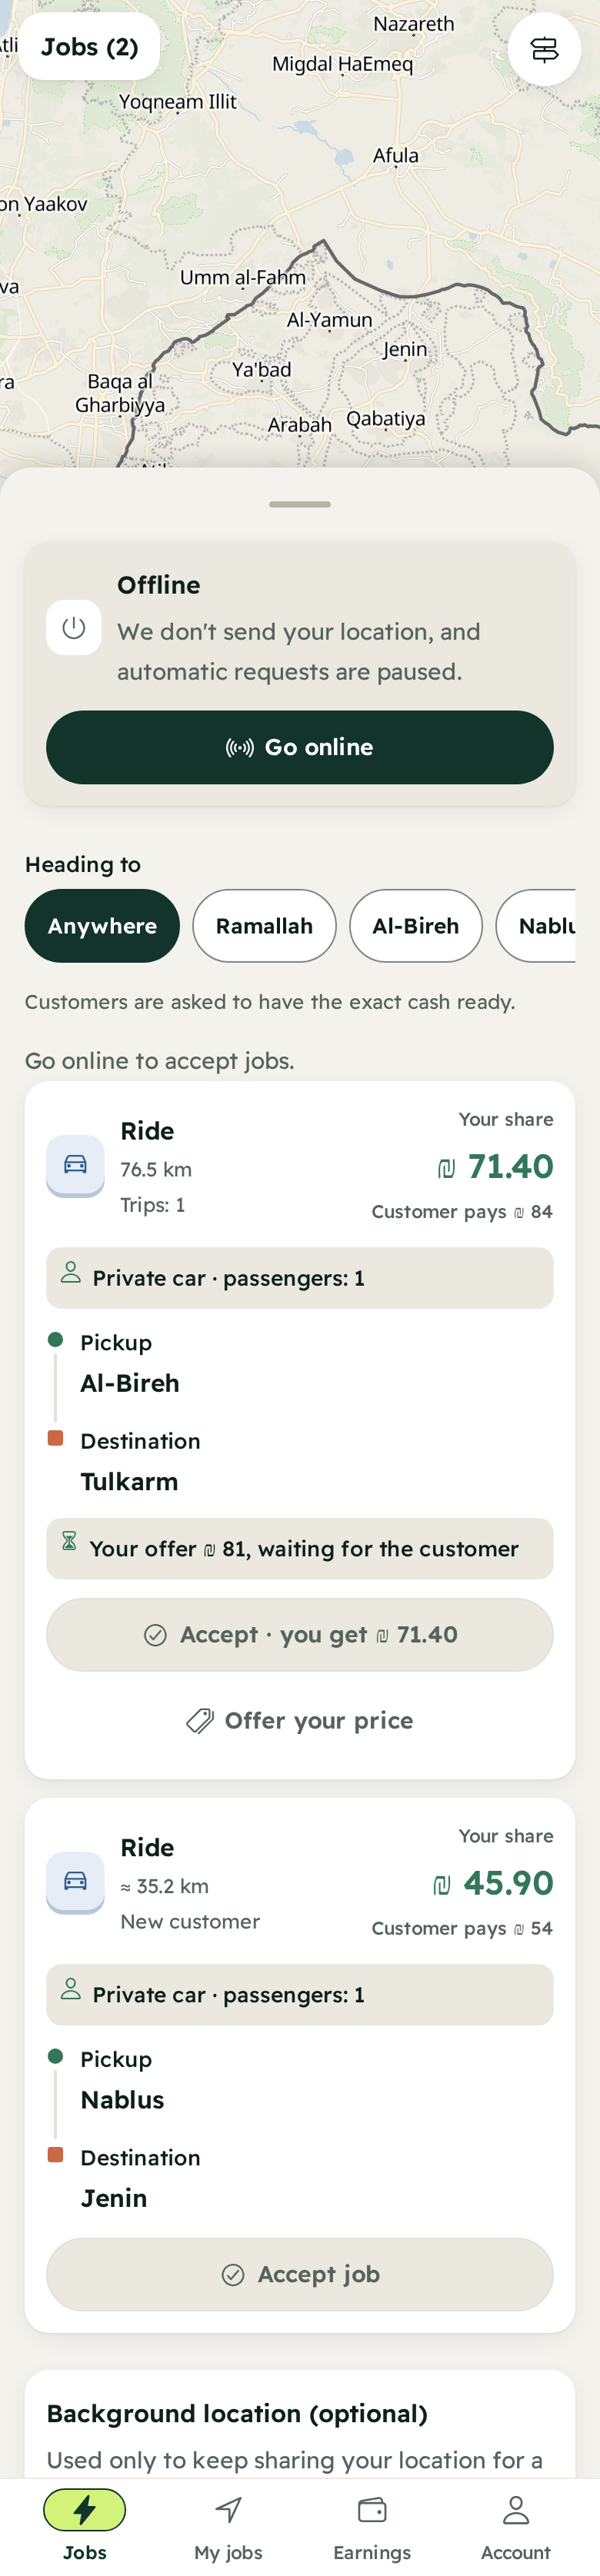 Nazareth
Jobs (2)
Migdal HaEmeq
Yoqneam Illit
Afula
on Yaakov
Umm al-Fahm
Al-Yamun
Jenin
Ya'bad
Baqa al
Gharbiyya
Arabah
Qabatiya
Offline
We don't send your location, and
automatic requests are paused.
Go online
Heading to
Anywhere
Ramallah
Al-Bireh
Nablu
Customers are asked to have the exact cash ready.
Go online to accept jobs.
Ride
76.5 km
Trips: 1
Your share
₪ 71.40
Customer pays ₪ 84
Private car · passengers: 1
Pickup
Al-Bireh
Destination
Tulkarm
Your offer ₪ 81, waiting for the customer
Accept · you get ₪ 71.40
Offer your price
Ride
≈ 35.2 km
New customer
Your share
₪ 45.90
Customer pays ₪ 54
Private car · passengers: 1
Pickup
Nablus
Destination
Jenin
Accept job
Background location (optional)
Used only to keep sharing your location for a
Jobs
My jobs
Earnings
Account